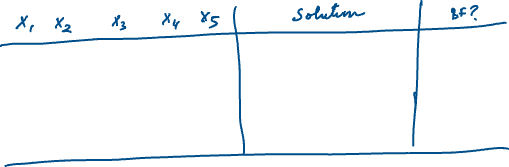 x₁ x₂ x₃ x₄ x₅ Solution BF?